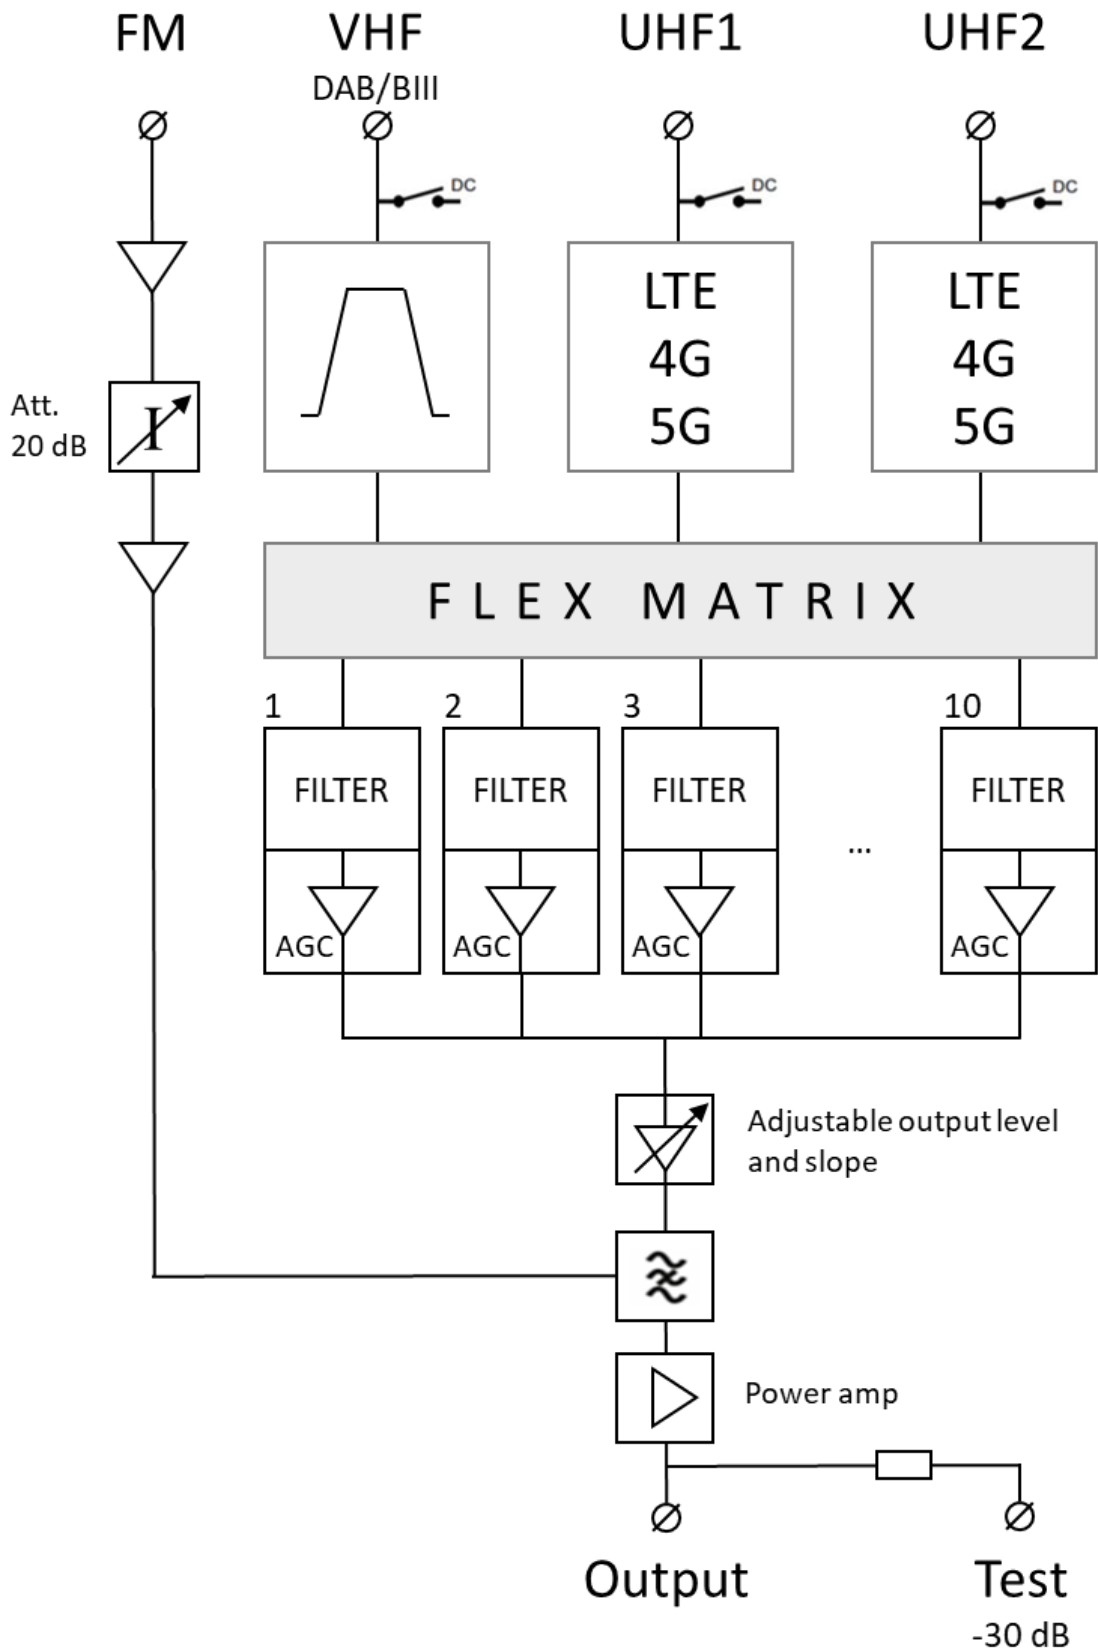 FM
VHF
UHF1
UHF2
DAB/BIII
DC
DC
DC
LTE
4G
5G
LTE
4G
5G
Att.
20 dB
I
FLEX MATRIX
1
2
3
10
FILTER
FILTER
FILTER
FILTER
...
AGC
AGC
AGC
AGC
Adjustable output level
and slope
Power amp
Output
Test
-30 dB